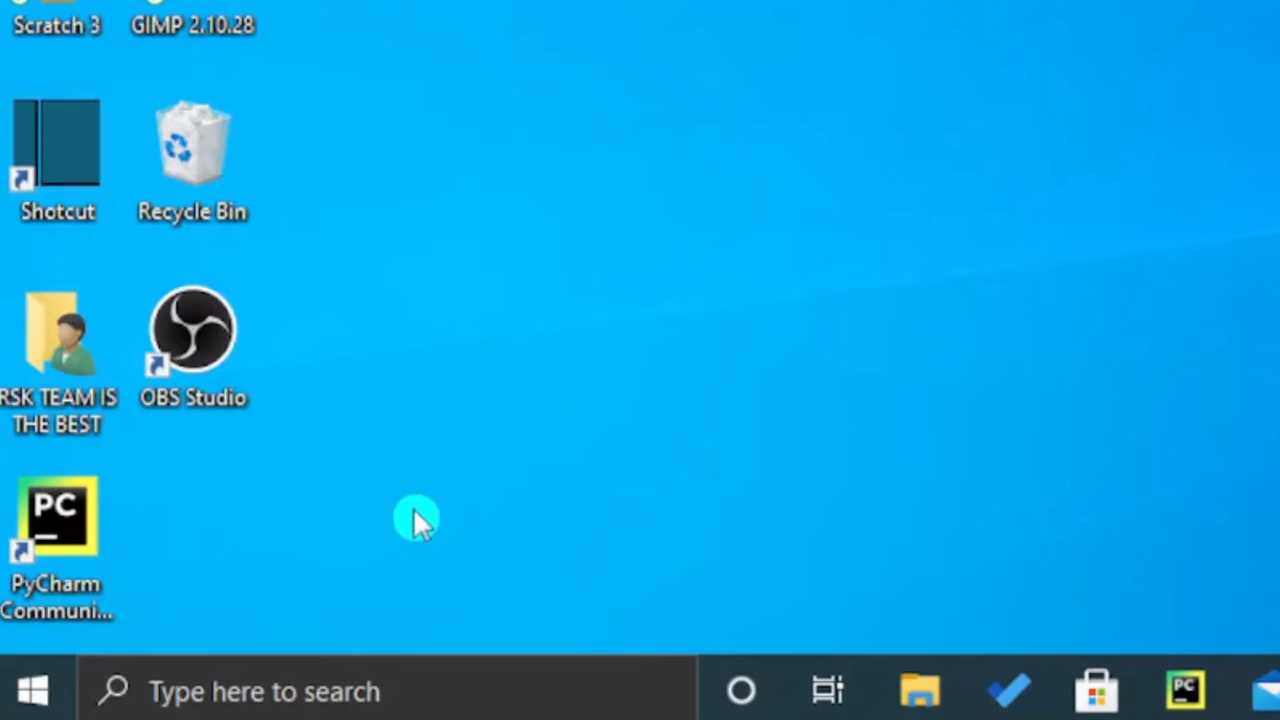 Scratch 3
GIMP 2.10.28
Shotcut
Recycle Bin
RSK TEAM IS
THE BEST
OBS Studio
PC
PyCharm
Communi...
Type here to search
PC